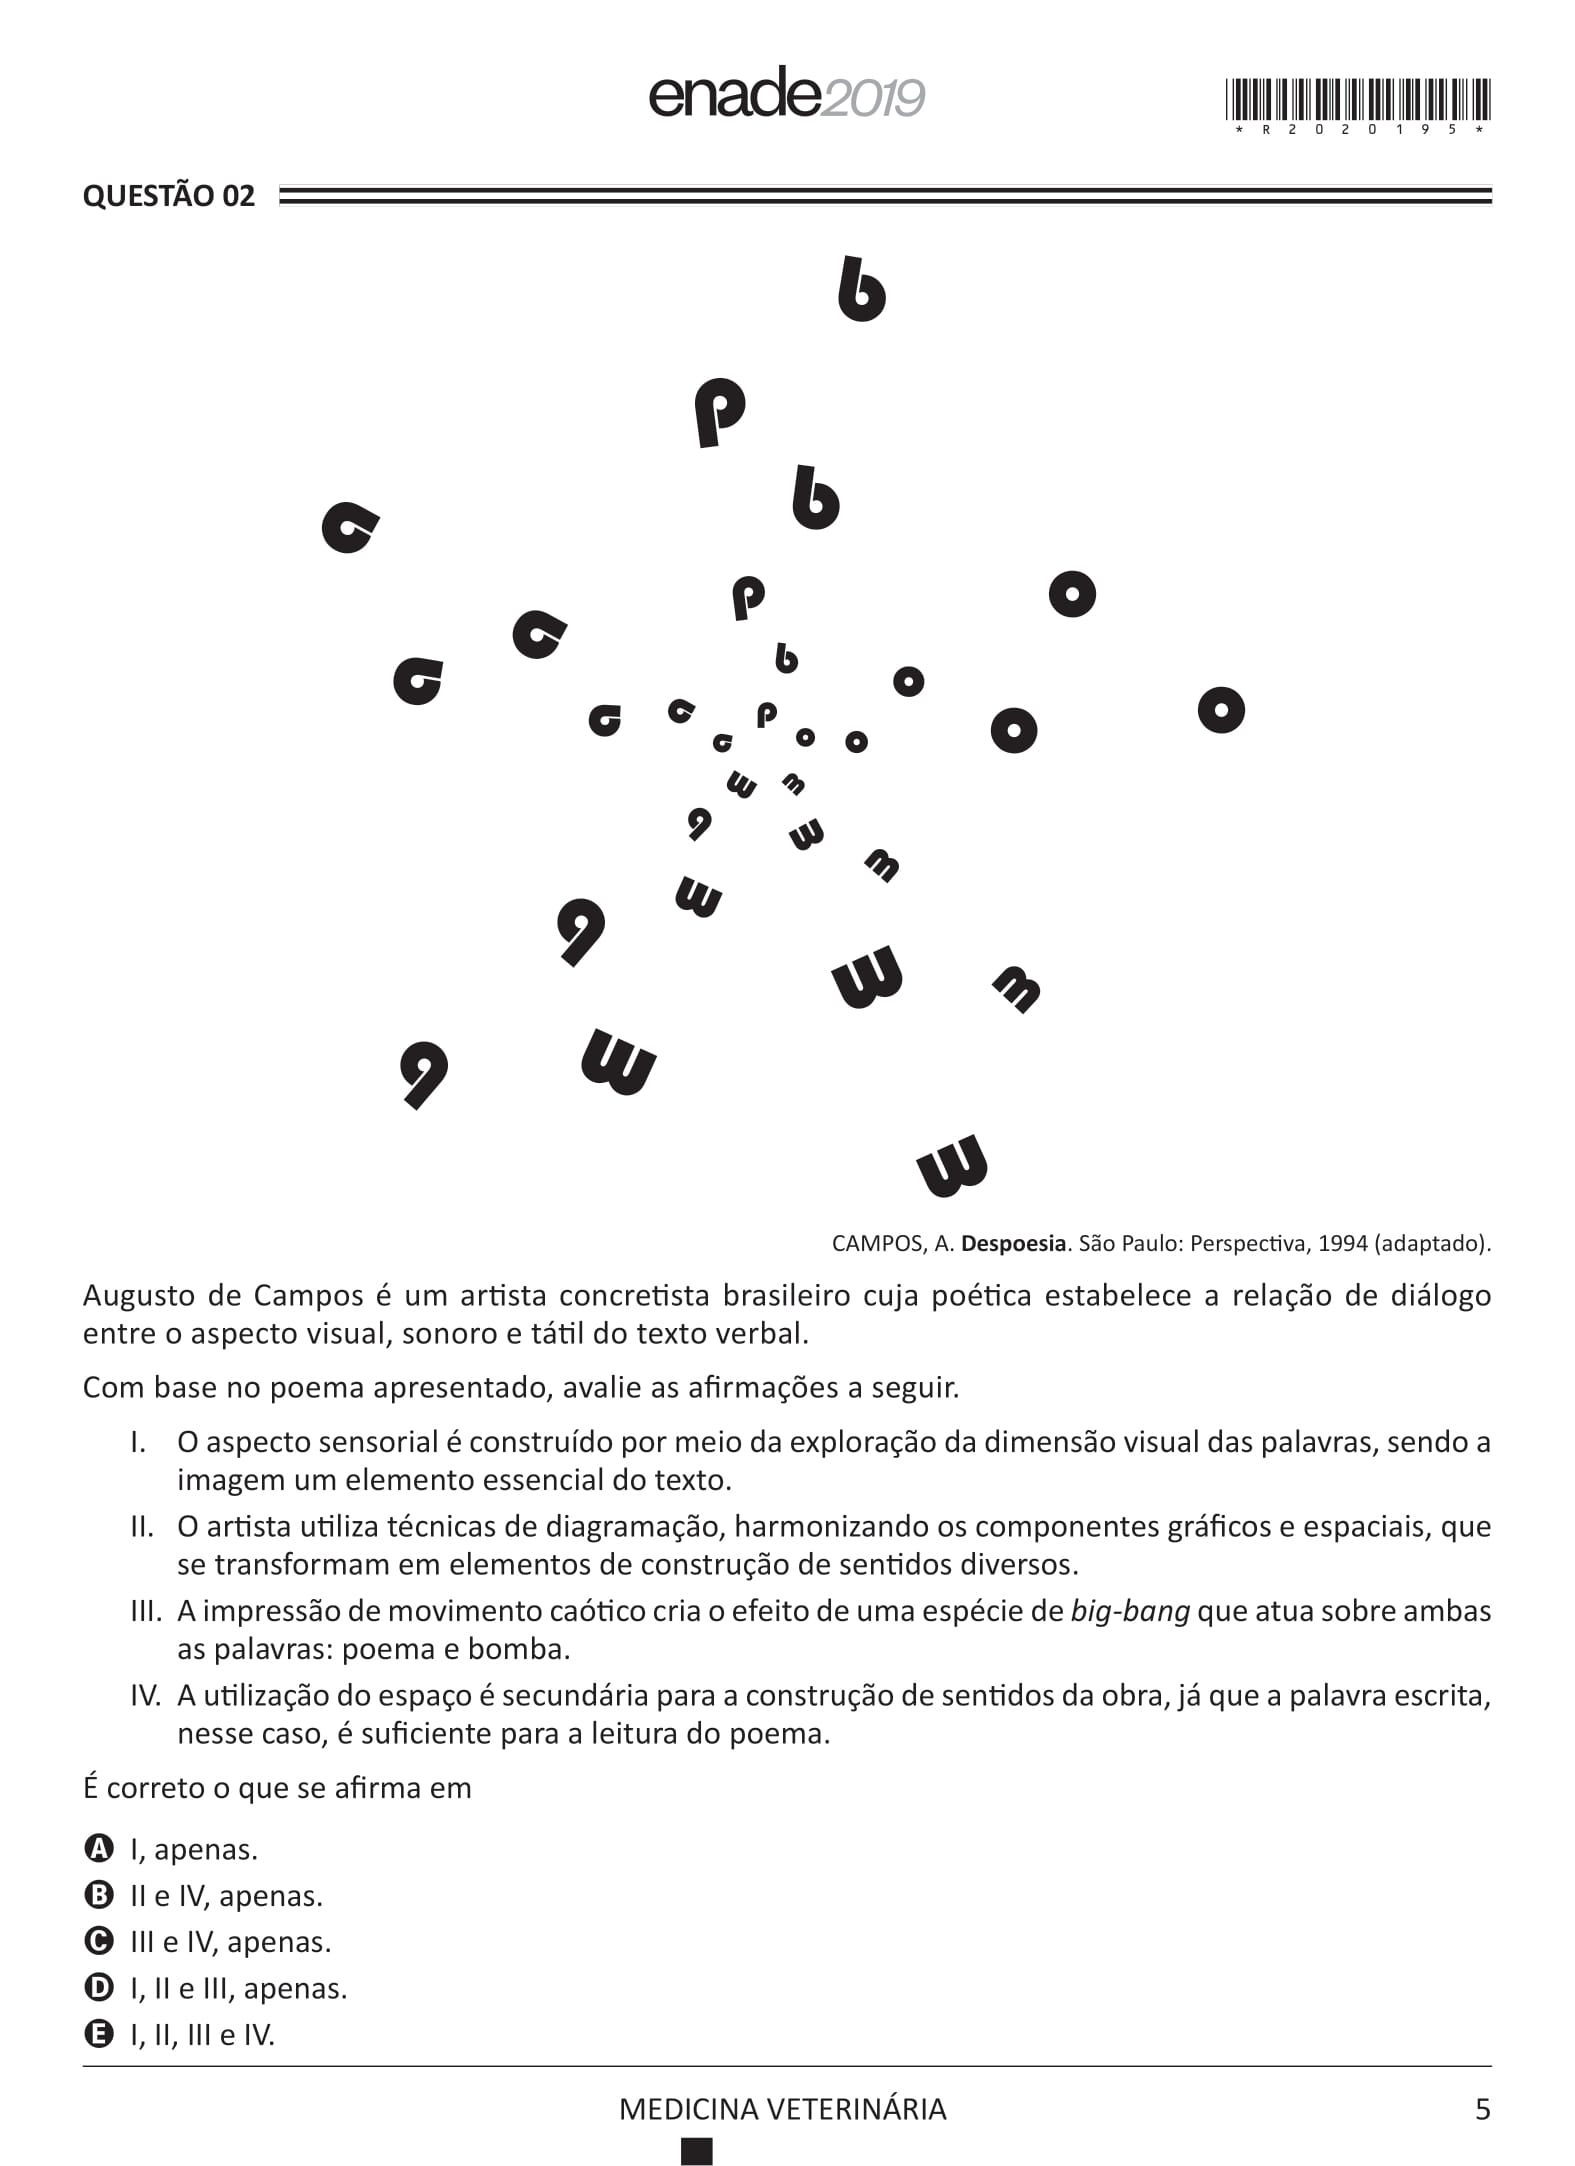 enade2019
* R 2 0 2 0 1 9 5 *
QUESTÃO 02
b
p
b
a
p
o
a
b
a
o
o
a
a
p
o
a
o
o
m
m
6
m
m
m
9
m
m
9
m
m
CAMPOS, A. Despoesia. São Paulo: Perspectiva, 1994 (adaptado).
Augusto de Campos é um artista concretista brasileiro cuja poética estabelece a relação de diálogo
entre o aspecto visual, sonoro e tátil do texto verbal.
Com base no poema apresentado, avalie as afirmações a seguir.
I. O aspecto sensorial é construído por meio da exploração da dimensão visual das palavras, sendo a
imagem um elemento essencial do texto.
II. O artista utiliza técnicas de diagramação, harmonizando os componentes gráficos e espaciais, que
se transformam em elementos de construção de sentidos diversos.
III. A impressão de movimento caótico cria o efeito de uma espécie de big-bang que atua sobre ambas
as palavras: poema e bomba.
IV. A utilização do espaço é secundária para a construção de sentidos da obra, já que a palavra escrita,
nesse caso, é suficiente para a leitura do poema.
É correto o que se afirma em
A I, apenas.
B II e IV, apenas.
C III e IV, apenas.
D I, II e III, apenas.
E I, II, III e IV.
MEDICINA VETERINÁRIA
5